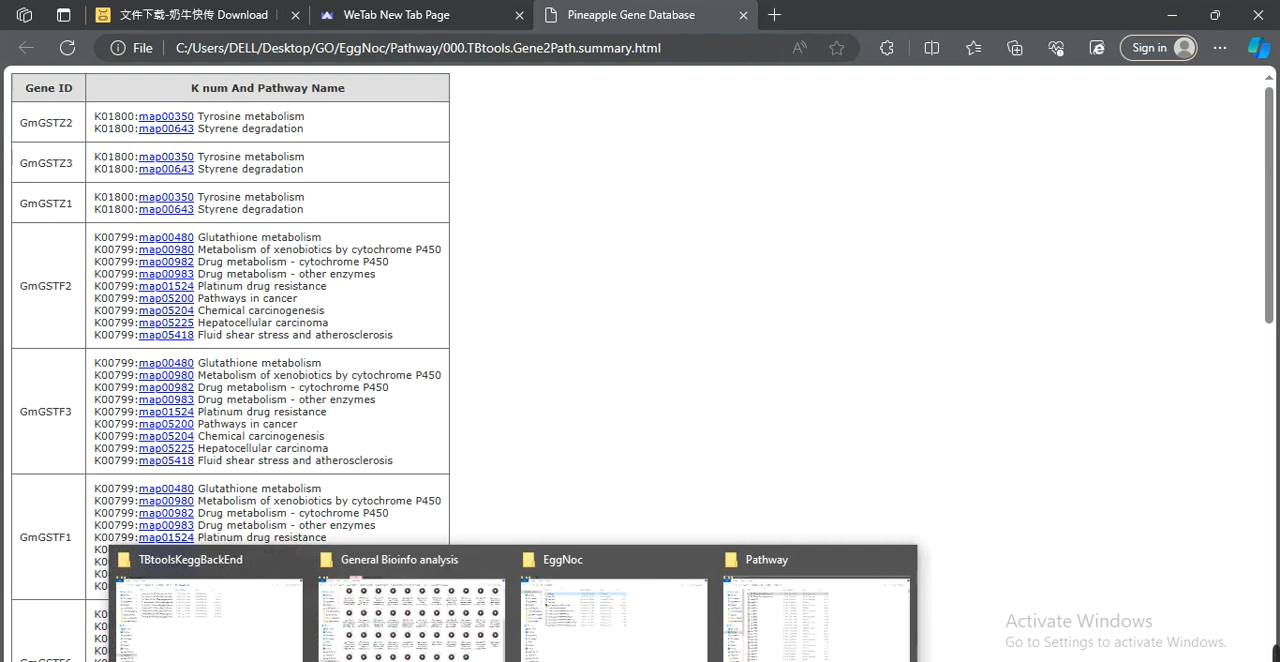 文件下载-奶牛快传 Download
WeTab New Tab Page
Pineapple Gene Database
File
C:/Users/DELL/Desktop/GO/EggNoc/Pathway/000.TBtools.Gene2Path.summary.html
Sign in
Gene ID
K num And Pathway Name
GmGSTZ2
K01800:map00350 Tyrosine metabolism
K01800:map00643 Styrene degradation
GmGSTZ3
K01800:map00350 Tyrosine metabolism
K01800:map00643 Styrene degradation
GmGSTZ1
K01800:map00350 Tyrosine metabolism
K01800:map00643 Styrene degradation
GmGSTF2
K00799:map00480 Glutathione metabolism
K00799:map00980 Metabolism of xenobiotics by cytochrome P450
K00799:map00982 Drug metabolism - cytochrome P450
K00799:map00983 Drug metabolism - other enzymes
K00799:map01524 Platinum drug resistance
K00799:map05200 Pathways in cancer
K00799:map05204 Chemical carcinogenesis
K00799:map05225 Hepatocellular carcinoma
K00799:map05418 Fluid shear stress and atherosclerosis
GmGSTF3
K00799:map00480 Glutathione metabolism
K00799:map00980 Metabolism of xenobiotics by cytochrome P450
K00799:map00982 Drug metabolism - cytochrome P450
K00799:map00983 Drug metabolism - other enzymes
K00799:map01524 Platinum drug resistance
K00799:map05200 Pathways in cancer
K00799:map05204 Chemical carcinogenesis
K00799:map05225 Hepatocellular carcinoma
K00799:map05418 Fluid shear stress and atherosclerosis
GmGSTF1
K00799:map00480 Glutathione metabolism
K00799:map00980 Metabolism of xenobiotics by cytochrome P450
K00799:map00982 Drug metabolism - cytochrome P450
K00799:map00983 Drug metabolism - other enzymes
K00799:map01524 Platinum drug resistance
TBtoolsKeggBackEnd
General Bioinfo analysis
EggNoc
Pathway
Activate Windows
Go to Settings to activate Windows.